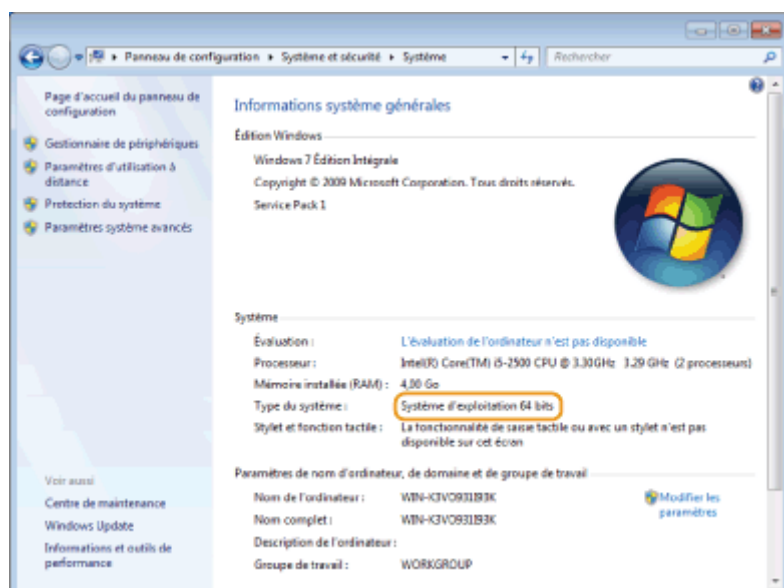 Panneau de configuration ▸ Système et sécurité ▸ Système
Rechercher
Page d'accueil du panneau de
configuration
Gestionnaire de périphériques
Paramètres d'utilisation à
distance
Protection du système
Paramètres système avancés
Informations système générales
Édition Windows
Windows 7 Édition Intégrale
Copyright © 2009 Microsoft Corporation. Tous droits réservés.
Service Pack 1
Système
Évaluation : L'évaluation de l'ordinateur n'est pas disponible
Processeur : Intel(R) Core(TM) i5-2500 CPU @ 3.30GHz 3.29 GHz (2 processeurs)
Mémoire installée (RAM) : 4,00 Go
Type du système : Système d'exploitation 64 bits
Stylet et fonction tactile : La fonctionnalité de saisie tactile ou avec un stylet n'est pas
disponible sur cet écran
Paramètres de nom d'ordinateur, de domaine et de groupe de travail
Nom de l'ordinateur :
Modifier les
paramètres
Nom complet :
Description de l'ordinateur :
Groupe de travail : WORKGROUP
Voir aussi
Centre de maintenance
Windows Update
Informations et outils de
performance